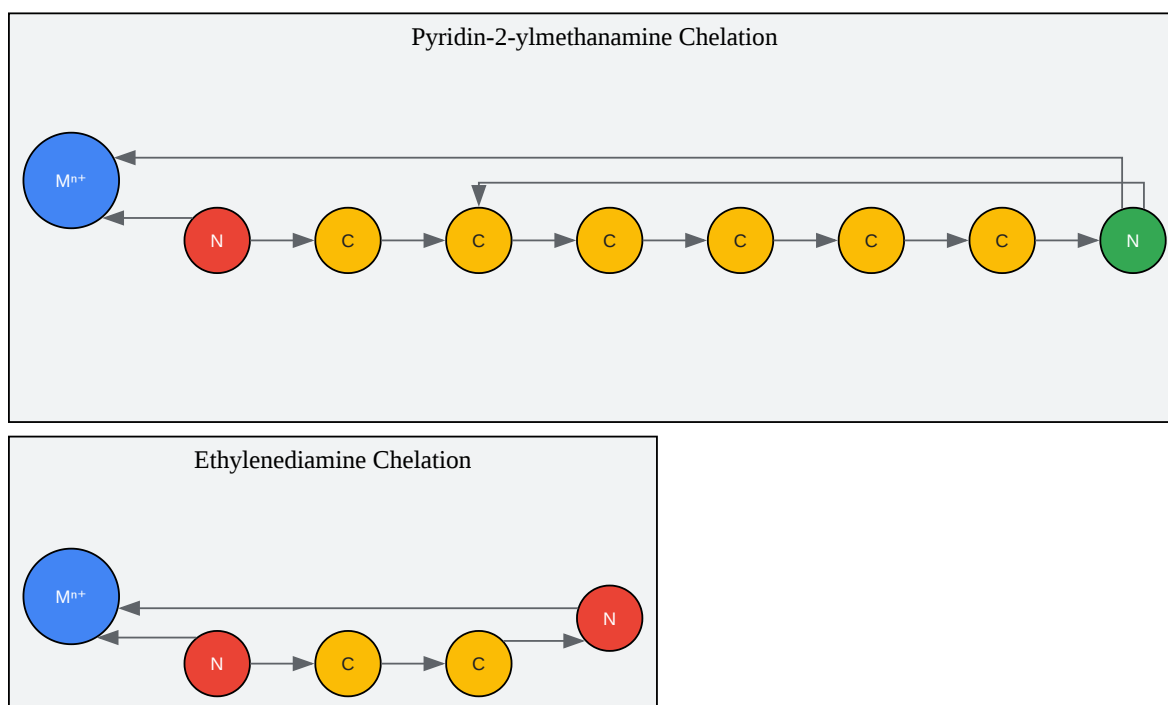 Pyridin-2-ylmethanamine Chelation
Mⁿ⁺
N C C C C C C N
Ethylenediamine Chelation
Mⁿ⁺
N
N C C